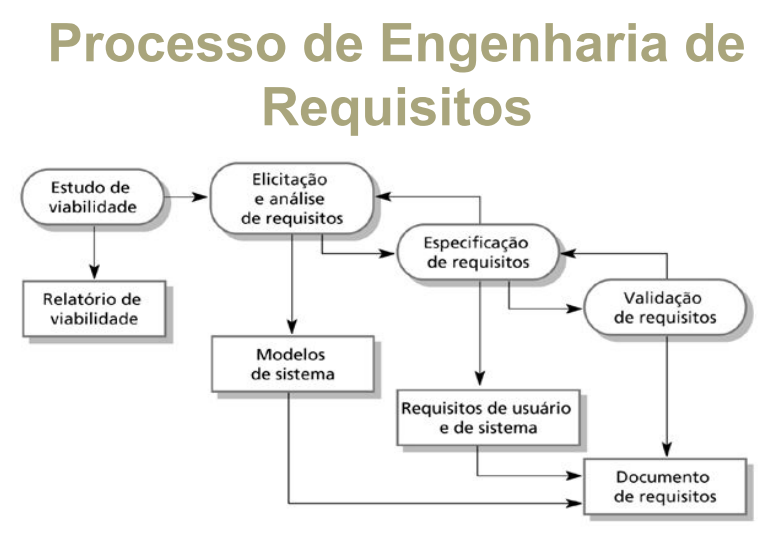 Processo de Engenharia de
Requisitos
Estudo de
viabilidade
Elicitação
e análise
de requisitos
Especificação
de requisitos
Validação
de requisitos
Relatório de
viabilidade
Modelos
de sistema
Requisitos de usuário
e de sistema
Documento
de requisitos